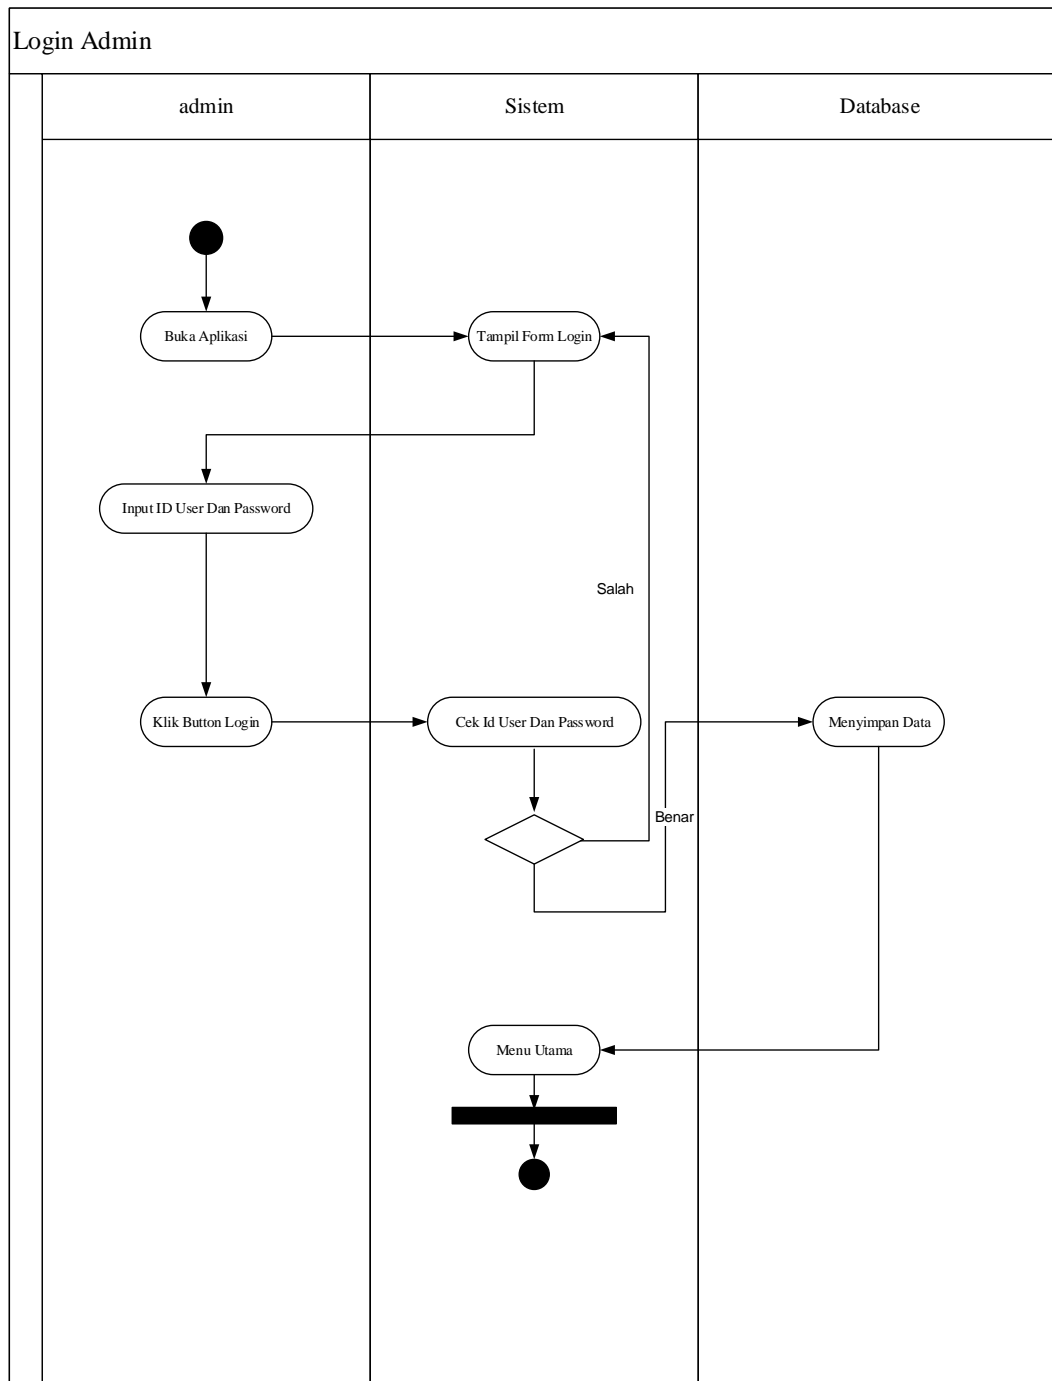 Login Admin
admin
Sistem
Database
Buka Aplikasi
Tampil Form Login
Input ID User Dan Password
Salah
Klik Button Login
Cek Id User Dan Password
Menyimpan Data
Benar
Menu Utama